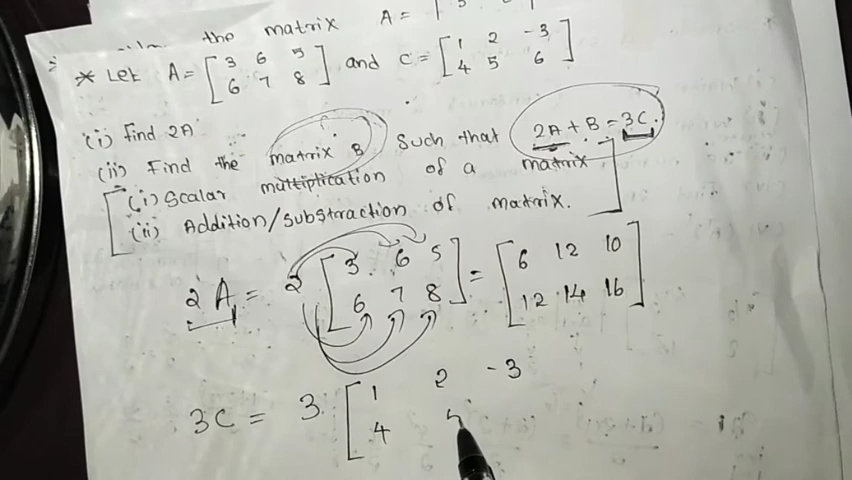 the matrix A =
* Let A = [3 6 5 and C = [1 2 -3
6 7 8] 4 5 6]
(i) Find 2A
(ii) Find the matrix B such that 2A + B = 3C.
[(i) Scalar multiplication of a matrix
(ii) Addition/substraction of matrix.]
2A = 2 [3 6 5 = [6 12 10
6 7 8] 12 14 16]
3C = 3 [1 2 -3
4 5